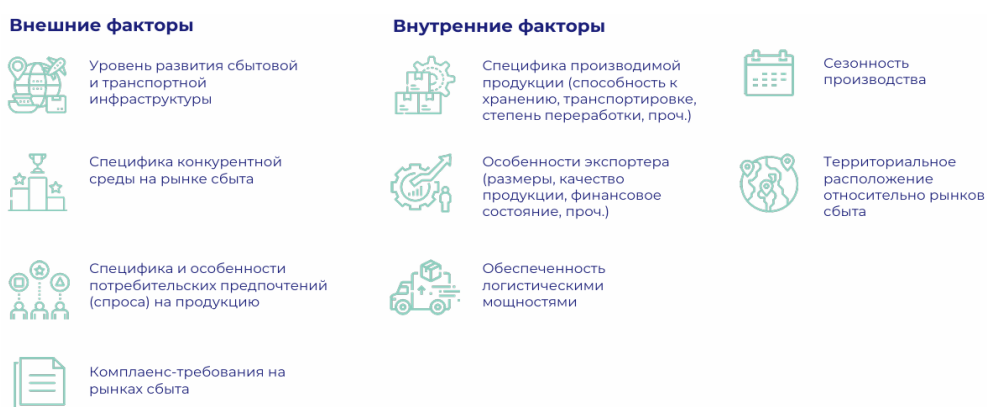 Внешние факторы
Уровень развития сбытовой
и транспортной
инфраструктуры
Специфика конкурентной
среды на рынке сбыта
Специфика и особенности
потребительских предпочтений
(спроса) на продукцию
Комплаенс-требования на
рынках сбыта
Внутренние факторы
Специфика производимой
продукции (способность к
хранению, транспортировке,
степень переработки, проч.)
Особенности экспортера
(размеры, качество
продукции, финансовое
состояние, проч.)
Обеспеченность
логистическими
мощностями
Сезонность
производства
Территориальное
расположение
относительно рынков
сбыта